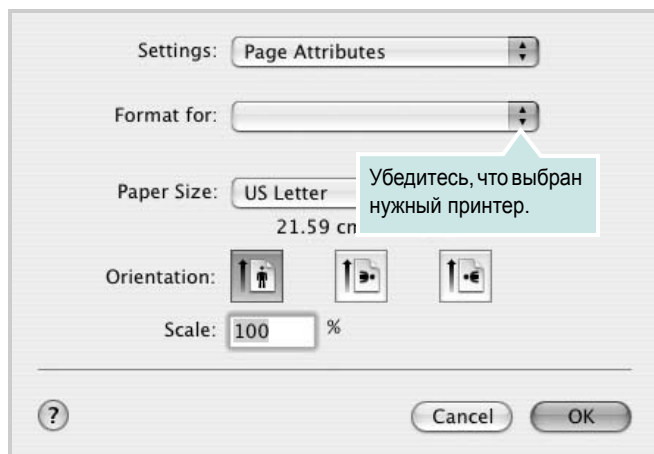 Settings: Page Attributes
Format for:
Убедитесь, что выбран
нужный принтер.
Paper Size: US Letter
21.59 cm
Orientation:
Scale: 100 %
? Cancel OK